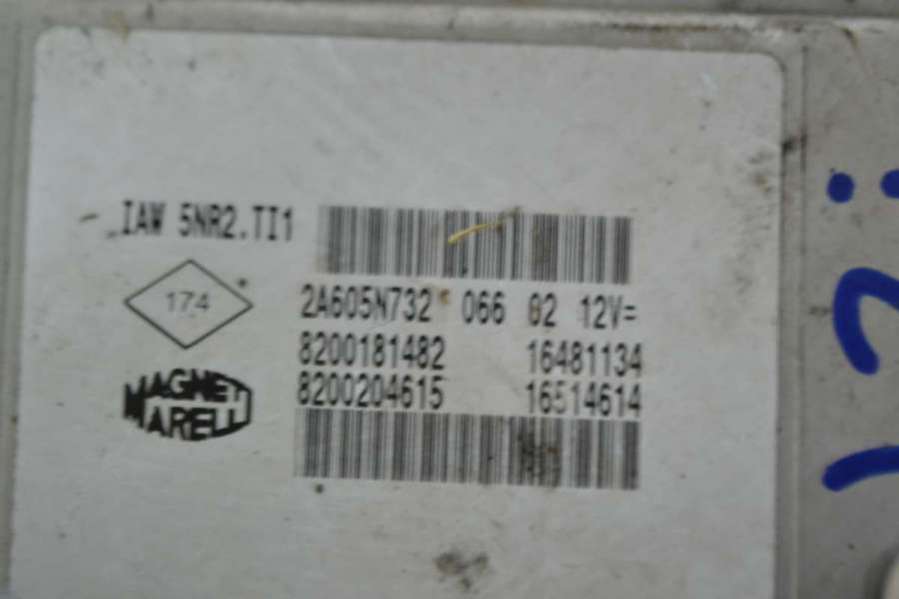 IAW 5NR2.TI1
174
2A605N732 066 02 12V=
8200181482 16481134
8200204615 16514614
MAGNETI
MARELLI